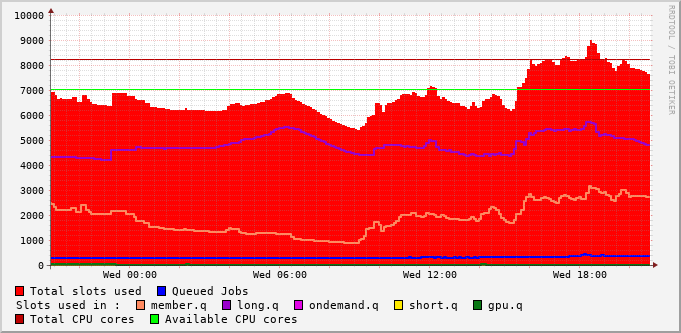 RRDTOOL / TOBI OETIKER
10000
9000
8000
7000
6000
5000
4000
3000
2000
1000
0
Wed 00:00 Wed 06:00 Wed 12:00 Wed 18:00
Total slots used Queued Jobs
Slots used in : member.q long.q ondemand.q short.q gpu.q
Total CPU cores Available CPU cores